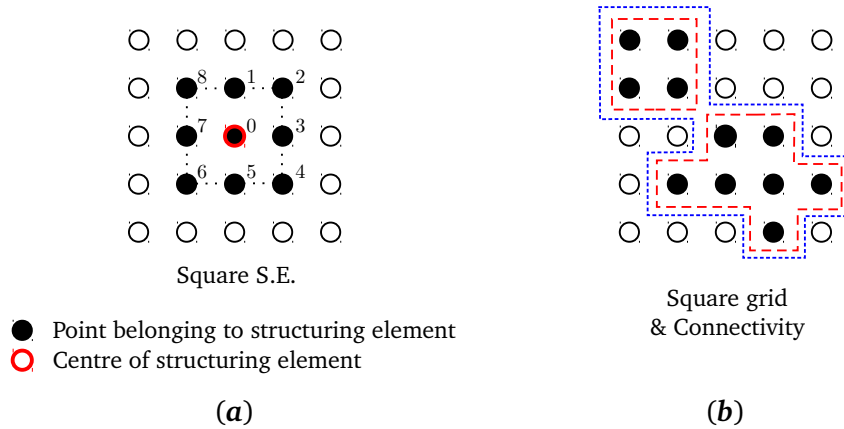 8 1 2
7 0 3
6 5 4
Square S.E.
Point belonging to structuring element
Centre of structuring element
(a)
Square grid
& Connectivity
(b)